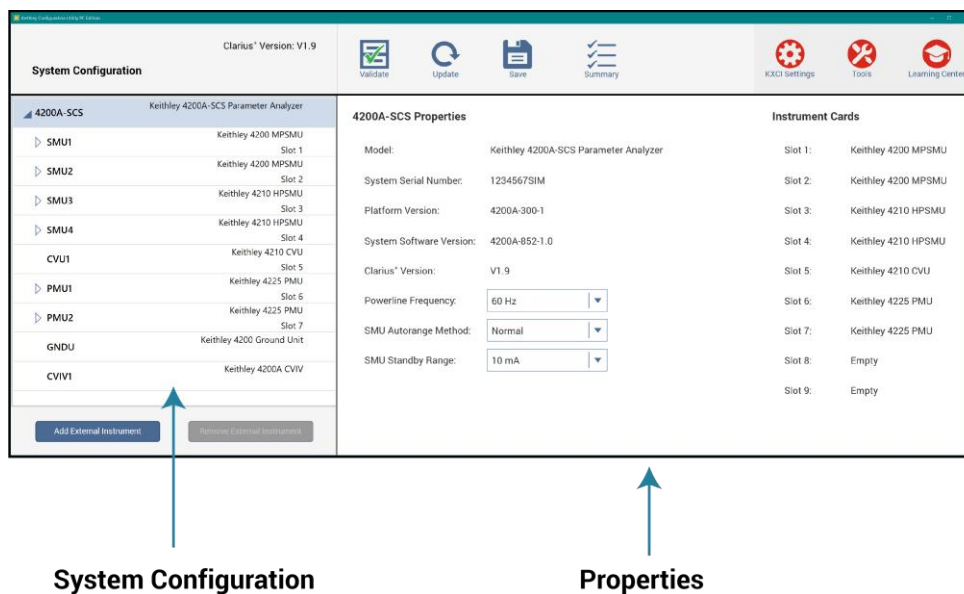 Keithley Configuration Utility PF Edition
Clarius+ Version: V1.9
System Configuration
Validate
Update
Save
Summary
KXCI Settings
Tools
Learning Center
4200A-SCS
Keithley 4200A-SCS Parameter Analyzer
SMU1
Keithley 4200 MPSMU
Slot 1
SMU2
Keithley 4200 MPSMU
Slot 2
SMU3
Keithley 4210 HPSMU
Slot 3
SMU4
Keithley 4210 HPSMU
Slot 4
CVU1
Keithley 4210 CVU
Slot 5
PMU1
Keithley 4225 PMU
Slot 6
PMU2
Keithley 4225 PMU
Slot 7
GNDU
Keithley 4200 Ground Unit
CVIV1
Keithley 4200A CVIV
Add External Instrument
Remove External Instrument
4200A-SCS Properties
Model: Keithley 4200A-SCS Parameter Analyzer
System Serial Number: 1234567SIM
Platform Version: 4200A-300-1
System Software Version: 4200A-852-1.0
Clarius+ Version: V1.9
Powerline Frequency: 60 Hz
SMU Autorange Method: Normal
SMU Standby Range: 10 mA
Instrument Cards
Slot 1: Keithley 4200 MPSMU
Slot 2: Keithley 4200 MPSMU
Slot 3: Keithley 4210 HPSMU
Slot 4: Keithley 4210 HPSMU
Slot 5: Keithley 4210 CVU
Slot 6: Keithley 4225 PMU
Slot 7: Keithley 4225 PMU
Slot 8: Empty
Slot 9: Empty
System Configuration
Properties